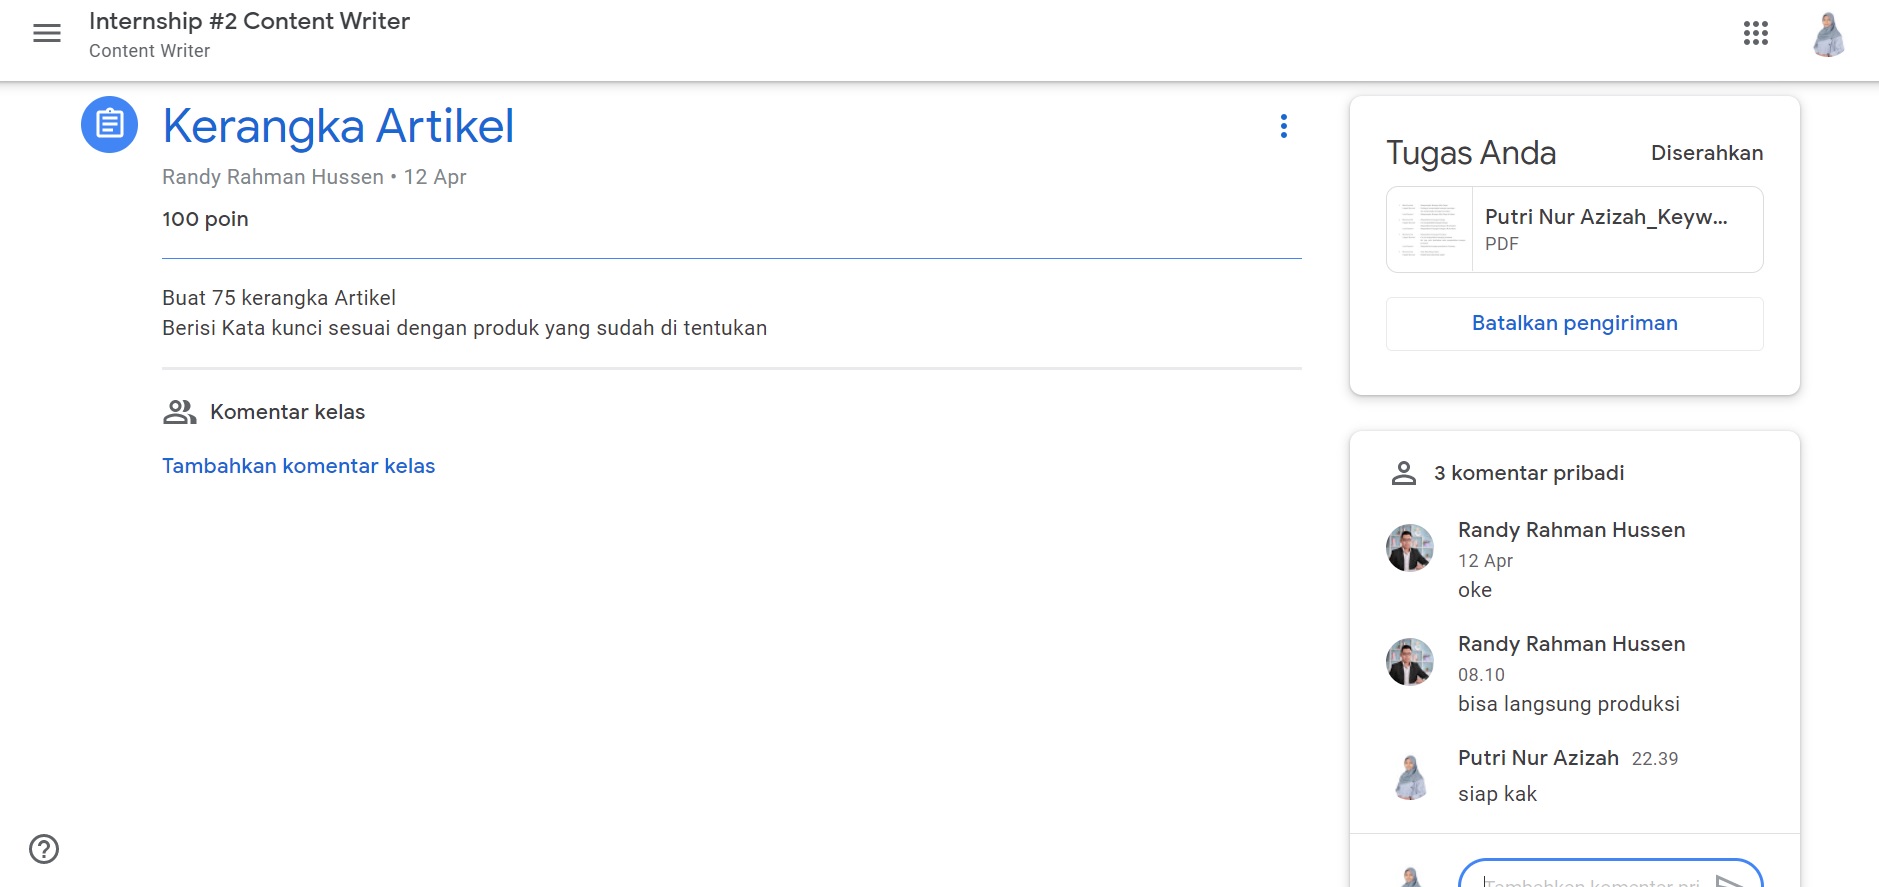 Internship #2 Content Writer
Content Writer
Kerangka Artikel
Randy Rahman Hussen • 12 Apr
100 poin
Buat 75 kerangka Artikel
Berisi Kata kunci sesuai dengan produk yang sudah di tentukan
Komentar kelas
Tambahkan komentar kelas
Tugas Anda
Diserahkan
Putri Nur Azizah_Keyw...
PDF
Batalkan pengiriman
3 komentar pribadi
Randy Rahman Hussen
12 Apr
oke
Randy Rahman Hussen
08.10
bisa langsung produksi
Putri Nur Azizah 22.39
siap kak
Tambahkan komentar pri